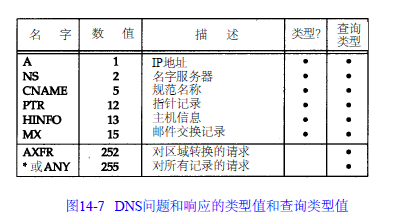 名 字 数 值 描 述 类型? 查询类型
A 1 IP地址 • •
NS 2 名字服务器 • •
CNAME 5 规范名称 • •
PTR 12 指针记录 • •
HINFO 13 主机信息 • •
MX 15 邮件交换记录 • •
AXFR 252 对区域转换的请求 •
*或ANY 255 对所有记录的请求 •
图14-7 DNS问题和响应的类型值和查询类型值